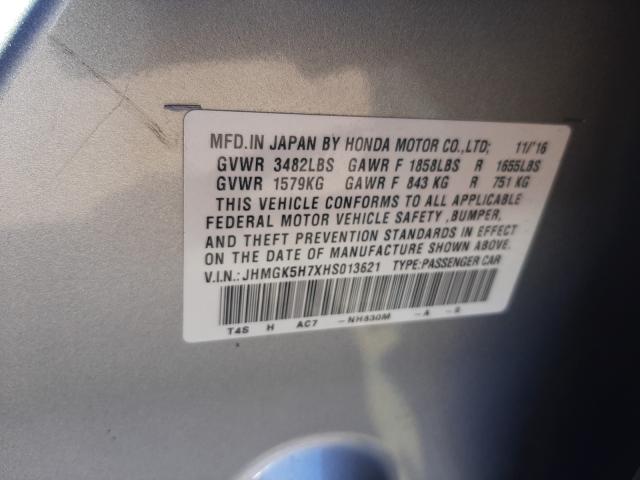 MFD.IN JAPAN BY HONDA MOTOR CO.,LTD; 11/'16
GVWR 3482LBS GAWR F 1858LBS R 1655LBS
GVWR 1579KG GAWR F 843 KG R 751 KG
THIS VEHICLE CONFORMS TO ALL APPLICABLE
FEDERAL MOTOR VEHICLE SAFETY ,BUMPER,
AND THEFT PREVENTION STANDARDS IN EFFECT
ON THE DATE OF MANUFACTURE SHOWN ABOVE.
V.I.N.: JHMGK5H7XHS013621 TYPE:PASSENGER CAR
T4S H AC7 -NH830M -A -